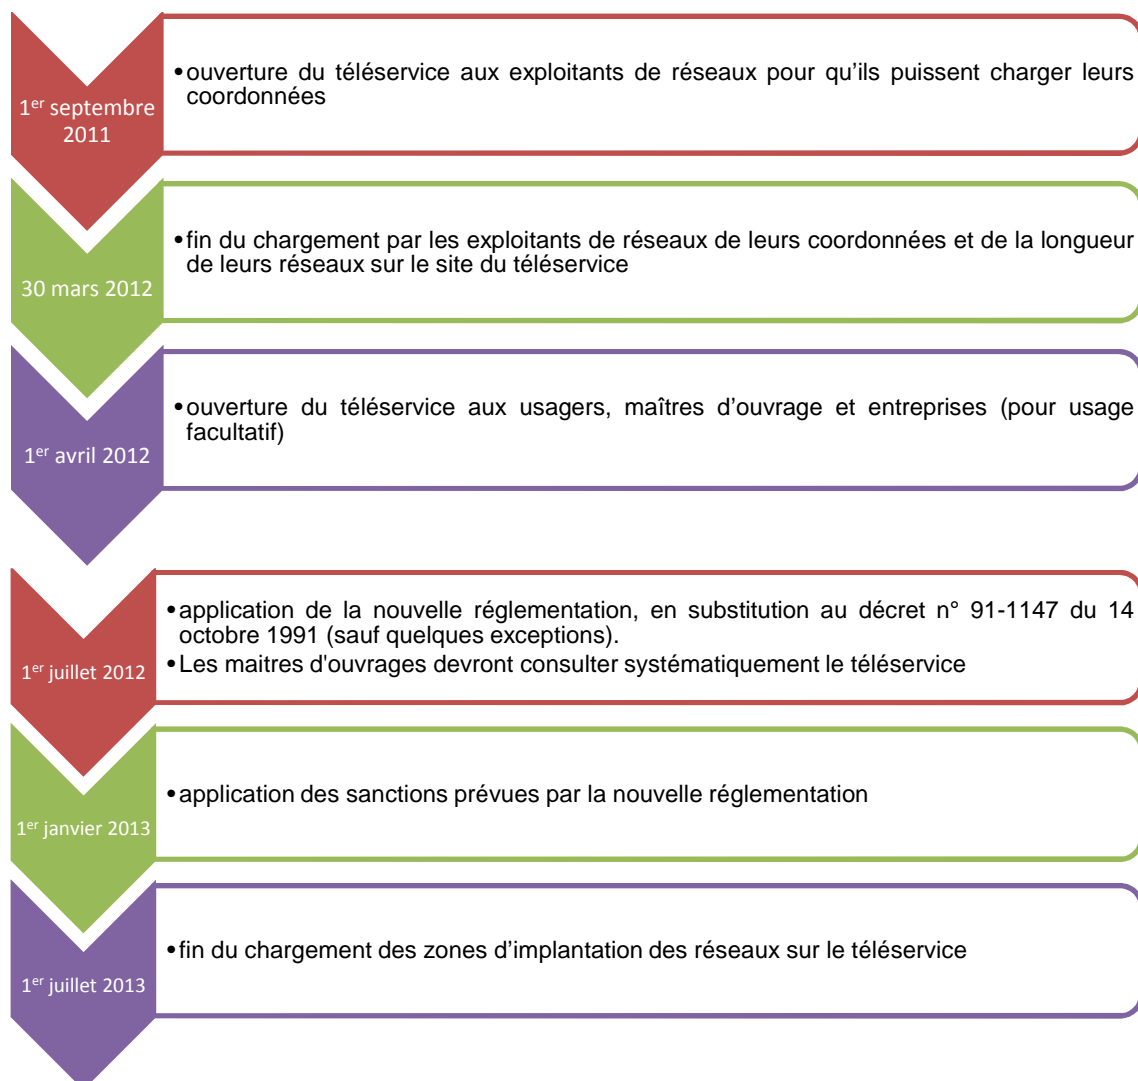 1er septembre
2011
•ouverture du téléservice aux exploitants de réseaux pour qu'ils puissent charger leurs
coordonnées
30 mars 2012
•fin du chargement par les exploitants de réseaux de leurs coordonnées et de la longueur
de leurs réseaux sur le site du téléservice
1er avril 2012
•ouverture du téléservice aux usagers, maîtres d’ouvrage et entreprises (pour usage
facultatif)
1er juillet 2012
•application de la nouvelle réglementation, en substitution au décret n° 91-1147 du 14
octobre 1991 (sauf quelques exceptions).
•Les maitres d'ouvrages devront consulter systématiquement le téléservice
1er janvier 2013
•application des sanctions prévues par la nouvelle réglementation
1er juillet 2013
•fin du chargement des zones d’implantation des réseaux sur le téléservice